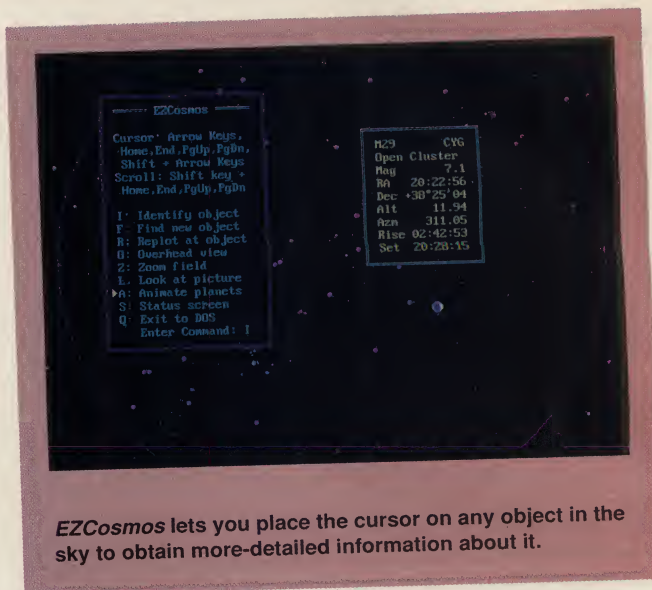 EZCosmos
Cursor: Arrow Keys,
Home,End,PgUp,PgDn,
Shift + Arrow Keys
Scroll: Shift key +
Home,End,PgUp,PgDn
I: Identify object
F: Find new object
R: Replot at object
O: Overhead view
Z: Zoom field
L: Look at picture
A: Animate planets
S: Status screen
Q: Exit to DOS
Enter Command: I
M29 CYG
Open Cluster
Mag 7.1
RA 20:22:56
Dec +38°25'04
Alt 11.94
Azm 311.05
Rise 02:42:53
Set 20:28:15
EZCosmos lets you place the cursor on any object in the
sky to obtain more-detailed information about it.